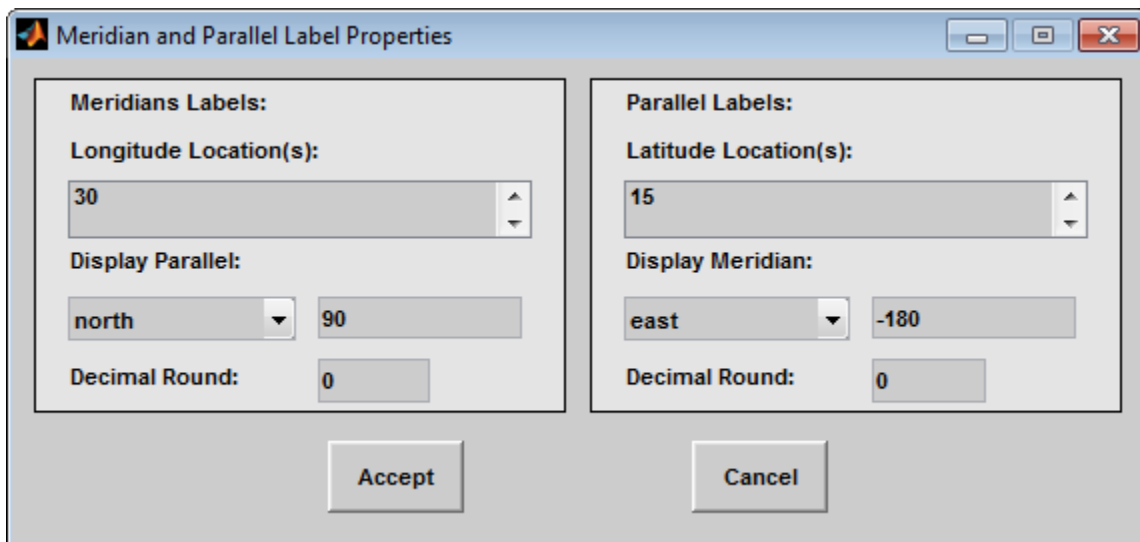 Meridian and Parallel Label Properties
Meridians Labels:
Longitude Location(s):
30
Display Parallel:
north 90
Decimal Round: 0
Parallel Labels:
Latitude Location(s):
15
Display Meridian:
east -180
Decimal Round: 0
Accept
Cancel